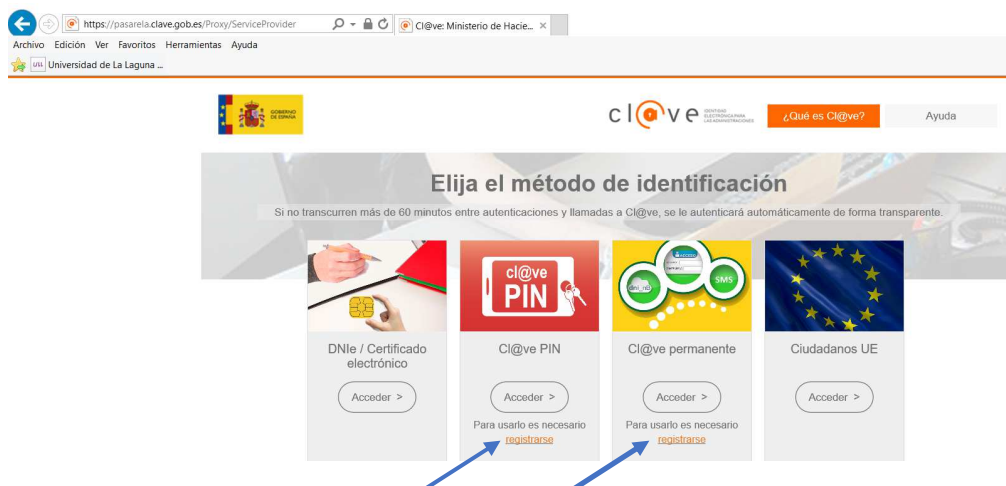 https://pasarela.clave.gob.es/Proxy/ServiceProvider
Cl@ve: Ministerio de Hacie...
Archivo Edición Ver Favoritos Herramientas Ayuda
ULL Universidad de La Laguna ...
GOBIERNO
DE ESPAÑA
cl@ve
IDENTIDAD
ELECTRÓNICA PARA
LAS ADMINISTRACIONES
¿Qué es Cl@ve?
Ayuda
Elija el método de identificación
Si no transcurren más de 60 minutos entre autenticaciones y llamadas a Cl@ve, se le autenticará automáticamente de forma transparente.
cl@ve
PIN
SMS
DNIe / Certificado
electrónico
Acceder >
Cl@ve PIN
Acceder >
Para usarlo es necesario
registrarse
Cl@ve permanente
Acceder >
Para usarlo es necesario
registrarse
Ciudadanos UE
Acceder >